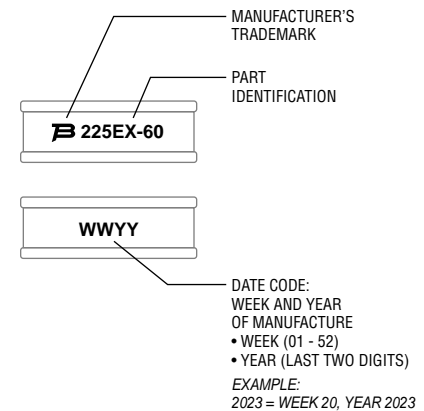 MANUFACTURER'S
TRADEMARK
PART
IDENTIFICATION
B 225EX-60
WWYY
DATE CODE:
WEEK AND YEAR
OF MANUFACTURE
• WEEK (01 - 52)
• YEAR (LAST TWO DIGITS)
EXAMPLE:
2023 = WEEK 20, YEAR 2023